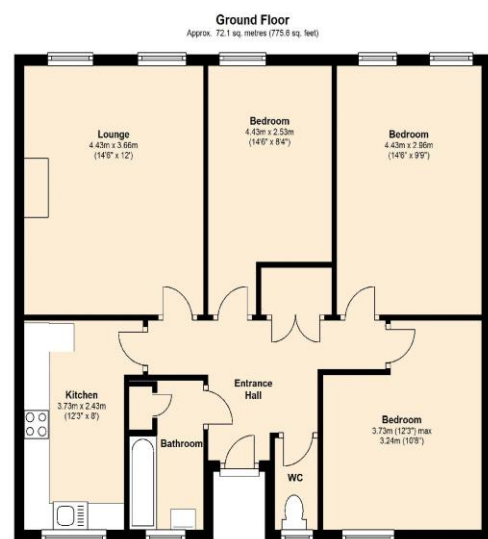 Ground Floor
Approx. 72.1 sq. metres (775.6 sq. feet)
Lounge
4.43m x 3.66m
(14'6" x 12')
Bedroom
4.43m x 2.53m
(14'6" x 8'4")
Bedroom
4.43m x 2.96m
(14'6" x 9'9")
Kitchen
3.73m x 2.43m
(12'3" x 8')
Entrance
Hall
Bathroom
WC
Bedroom
3.73m (12'3") max
3.24m (10'8")